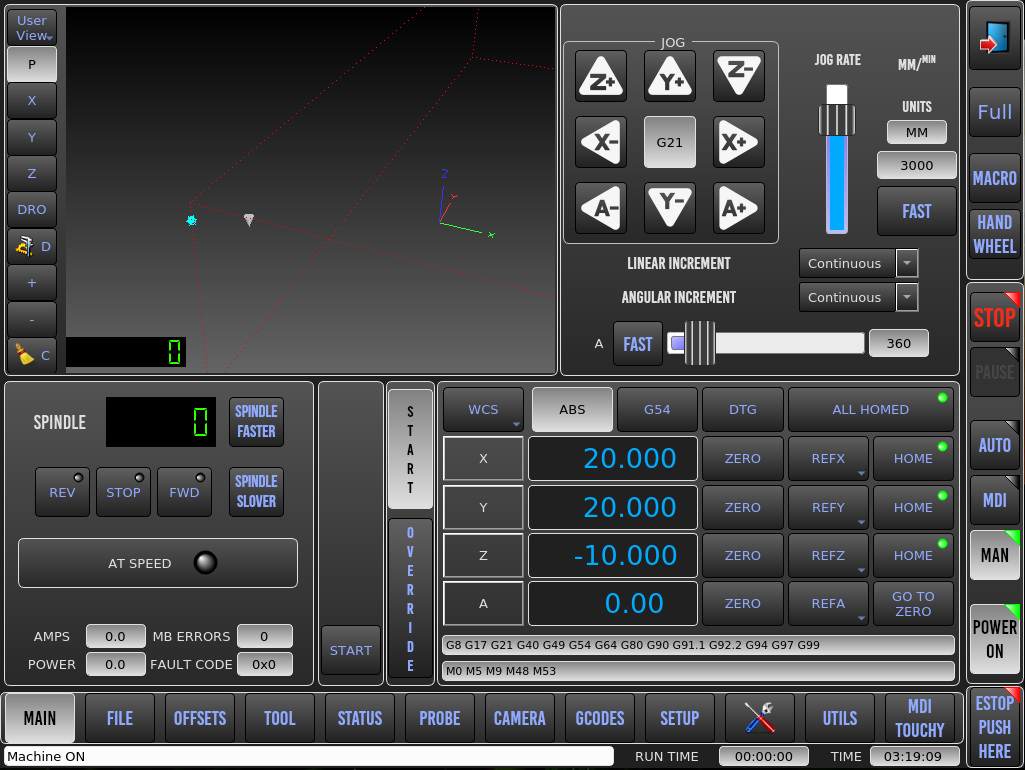 User
View
P
X
Y
Z
DRO
D
+
-
C
Z
0
JOG
Z+
Y+
Z-
X-
G21
X+
A-
Y-
A+
JOG RATE
MM/MIN
UNITS
MM
3000
FAST
LINEAR INCREMENT
Continuous
ANGULAR INCREMENT
Continuous
A
FAST
360
Full
MACRO
HAND
WHEEL
STOP
PAUSE
AUTO
MDI
MAN
POWER
ON
ESTOP
PUSH
HERE
SPINDLE
0
SPINDLE
FASTER
REV
STOP
FWD
SPINDLE
SLOVER
AT SPEED
AMPS
0.0
MB ERRORS
0
POWER
0.0
FAULT CODE
0x0
START
START
OVERRIDE
WCS
ABS
G54
DTG
ALL HOMED
X
20.000
ZERO
REFX
HOME
Y
20.000
ZERO
REFY
HOME
Z
-10.000
ZERO
REFZ
HOME
A
0.00
ZERO
REFA
GO TO
ZERO
G8 G17 G21 G40 G49 G54 G64 G80 G90 G91.1 G92.2 G94 G97 G99
M0 M5 M9 M48 M53
MAIN
FILE
OFFSETS
TOOL
STATUS
PROBE
CAMERA
GCODES
SETUP
UTILS
MDI
TOUCHY
Machine ON
RUN TIME
00:00:00
TIME
03:19:09